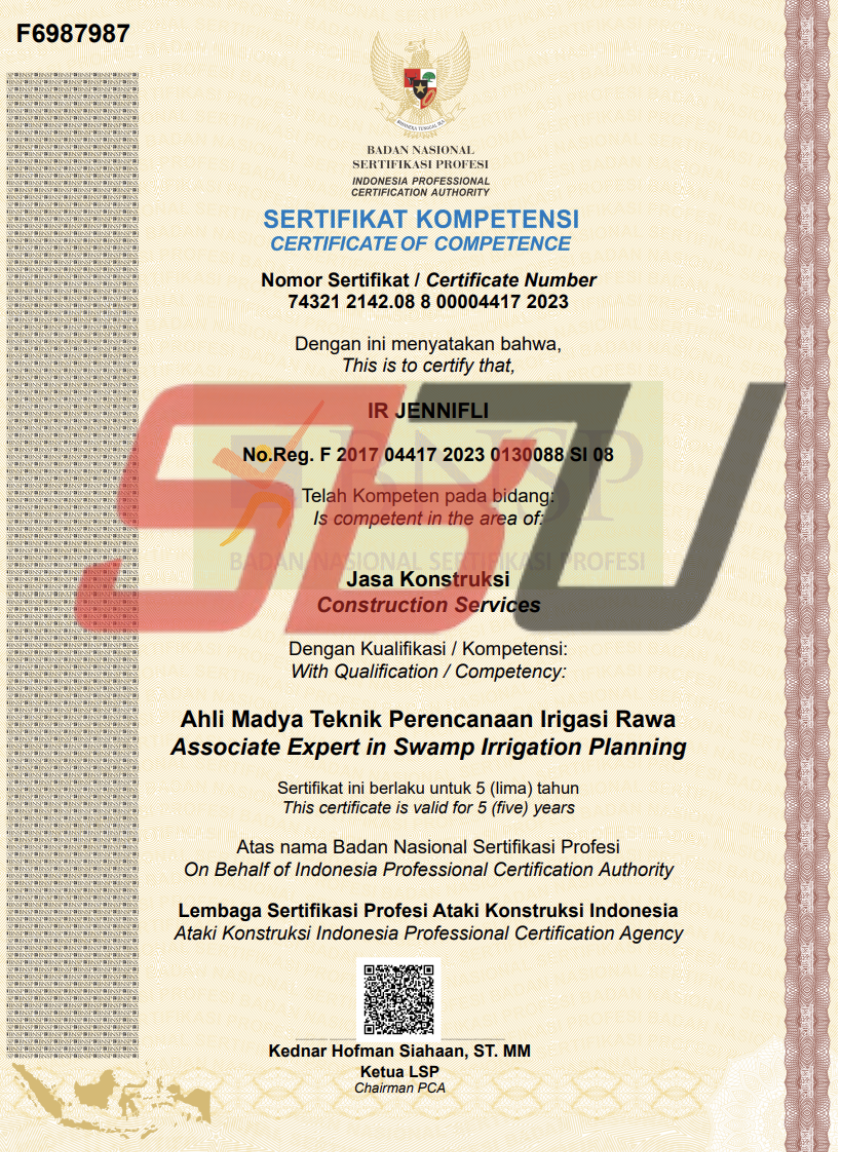 F6987987
BADAN NASIONAL
SERTIFIKASI PROFESI
INDONESIA PROFESSIONAL
CERTIFICATION AUTHORITY
SERTIFIKAT KOMPETENSI
CERTIFICATE OF COMPETENCE
Nomor Sertifikat / Certificate Number
74321 2142.08 8 00004417 2023
Dengan ini menyatakan bahwa,
This is to certify that,
IR JENNIFLI
SBU
BNSP
No.Reg. F 2017 04417 2023 0130088 SI 08
Telah Kompeten pada bidang:
Is competent in the area of:
BADAN NASIONAL SERTIFIKASI PROFESI
Jasa Konstruksi
Construction Services
Dengan Kualifikasi / Kompetensi:
With Qualification / Competency:
Ahli Madya Teknik Perencanaan Irigasi Rawa
Associate Expert in Swamp Irrigation Planning
Sertifikat ini berlaku untuk 5 (lima) tahun
This certificate is valid for 5 (five) years
Atas nama Badan Nasional Sertifikasi Profesi
On Behalf of Indonesia Professional Certification Authority
Lembaga Sertifikasi Profesi Ataki Konstruksi Indonesia
Ataki Konstruksi Indonesia Professional Certification Agency
Kednar Hofman Siahaan, ST. MM
Ketua LSP
Chairman PCA